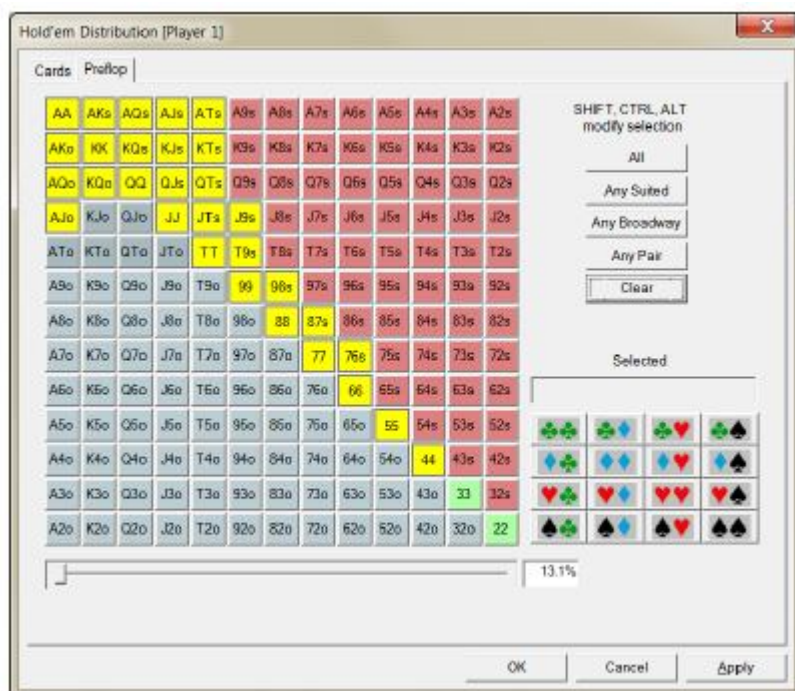 Hold'em Distribution [Player 1]
Cards Preflop
AA AKs AQs AJs ATs A9s A8s A7s A6s A5s A4s A3s A2s
SHIFT, CTRL, ALT
modify selection
AKo KK KQs KJs KTs K9s K8s K7s K6s K5s K4s K3s K2s
All
AQo KQo QQ QJs QTs Q9s Q8s Q7s Q6s Q5s Q4s Q3s Q2s
Any Suited
AJo KJo QJo JJ JTs J9s J8s J7s J6s J5s J4s J3s J2s
Any Broadway
ATo KTo QTo JTo TT T9s T8s T7s T6s T5s T4s T3s T2s
Any Pair
A9o K9o Q9o J9o T9o 99 98s 97s 96s 95s 94s 93s 92s
Clear
A8o K8o Q8o J8o T8o 98o 88 87s 86s 85s 84s 83s 82s
A7o K7o Q7o J7o T7o 97o 87o 77 76s 75s 74s 73s 72s
Selected
A6o K6o Q6o J6o T6o 96o 86o 76o 66 65s 64s 63s 62s
A5o K5o Q5o J5o T5o 95o 85o 75o 65o 55 54s 53s 52s
A4o K4o Q4o J4o T4o 94o 84o 74o 64o 54o 44 43s 42s
A3o K3o Q3o J3o T3o 93o 83o 73o 63o 53o 43o 33 32s
A2o K2o Q2o J2o T2o 92o 82o 72o 62o 52o 42o 32o 22
13.1%
OK Cancel Apply